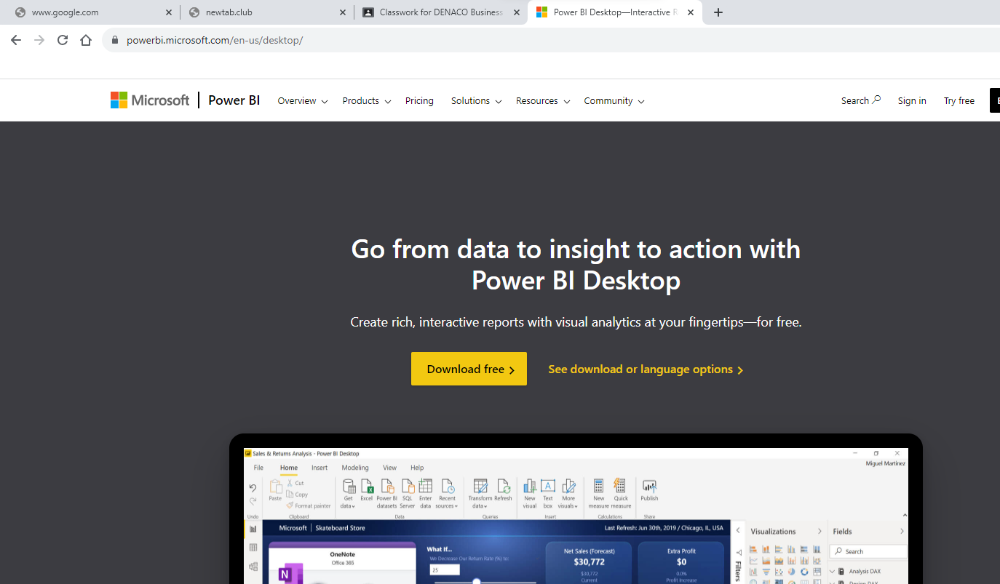 www.google.com
newtab.club
Classwork for DENACO Business
Power BI Desktop—Interactive R
powerbi.microsoft.com/en-us/desktop/
Microsoft Power BI Overview Products Pricing Solutions Resources Community Search Sign in Try free
Go from data to insight to action with
Power BI Desktop
Create rich, interactive reports with visual analytics at your fingertips—for free.
Download free
See download or language options
Sales & Returns Analysis - Power BI Desktop
Miguel Martinez
File Home Insert Modeling View Help
Paste
Cut
Copy
Format painter
Get data
Excel
Power BI datasets
SQL Server
Enter data
Recent sources
Transform data
Refresh
New visual
Text box
More visuals
New measure
Quick measure
Publish
Undo Clipboard Data Queries Insert Calculations Share
Microsoft | Skateboard Store
Last Refresh: Jun 30th, 2019 / Chicago, IL, USA
OneNote
Office 365
What If...
We Decrease Our Return Rate (%) to:
25
Net Sales (Forecast)
$30,772
$30,772
Current
Extra Profit
$0
0.0%
Profit Increase
Filters
Visualizations
Fields
Search
Analysis DAX